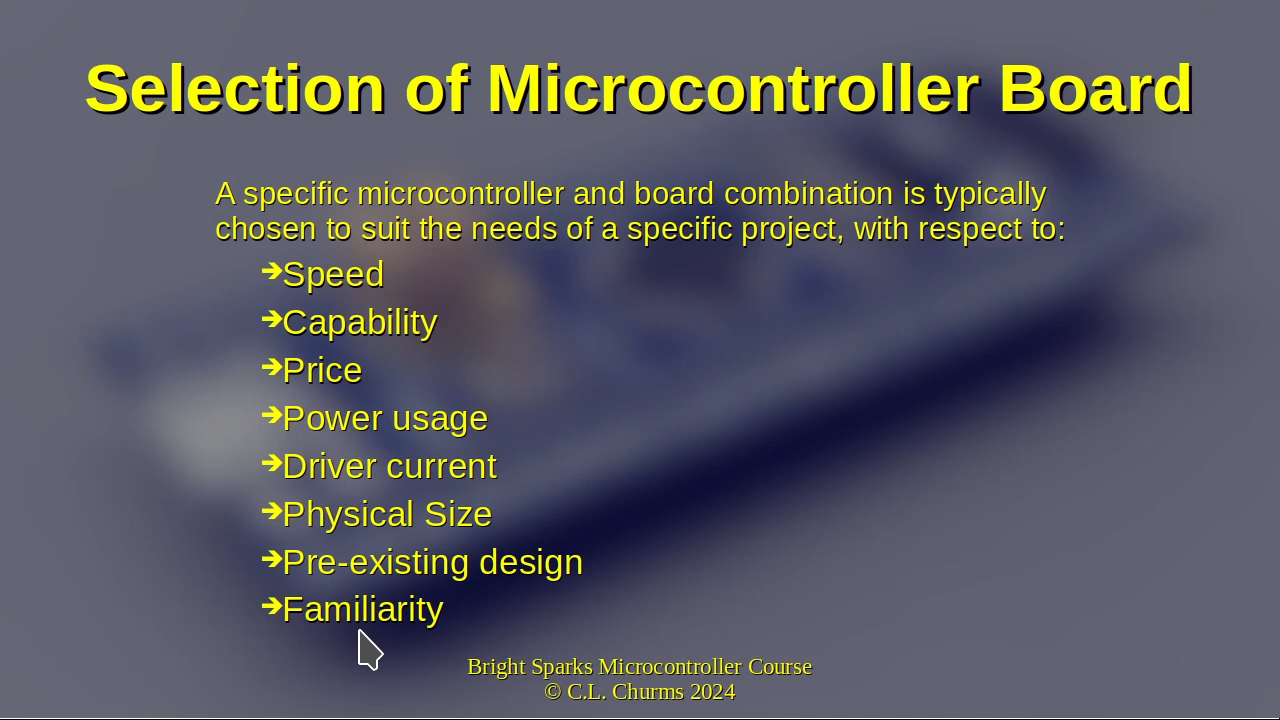 Selection of Microcontroller Board
A specific microcontroller and board combination is typically
chosen to suit the needs of a specific project, with respect to:
➔Speed
➔Capability
➔Price
➔Power usage
➔Driver current
➔Physical Size
➔Pre-existing design
➔Familiarity
Bright Sparks Microcontroller Course
© C.L. Churms 2024